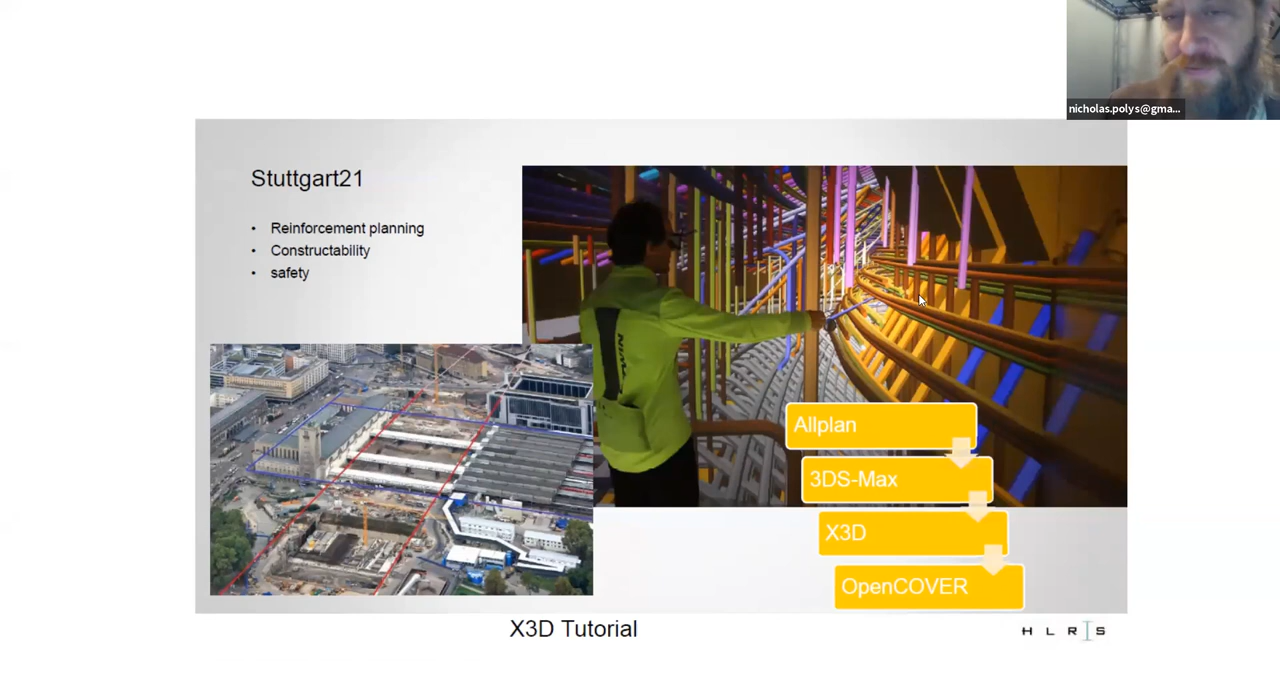 nicholas.polys@gma...
Stuttgart21
• Reinforcement planning
• Constructability
• safety
Allplan
3DS-Max
X3D
OpenCOVER
X3D Tutorial
H L R I S